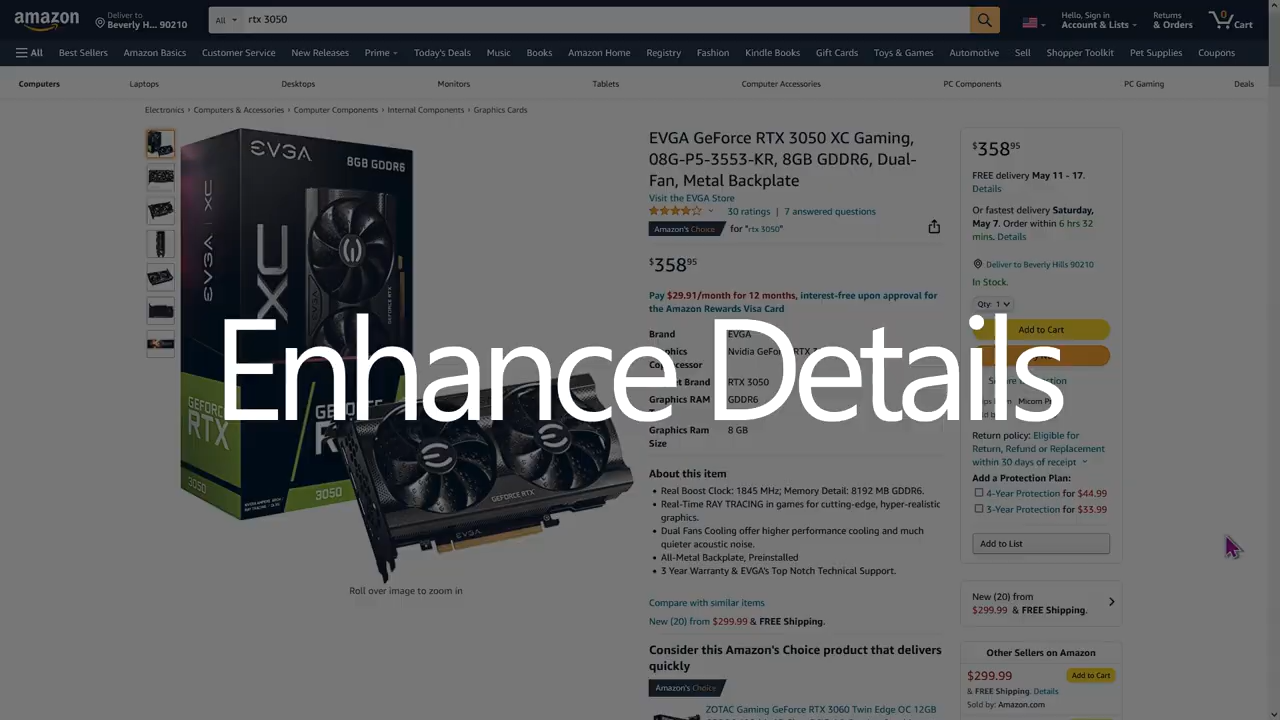 amazon
Deliver to
Beverly H... 90210
All
rtx 3050
Hello, Sign in
Account & Lists
Returns
& Orders
0
Cart
All
Best Sellers
Amazon Basics
Customer Service
New Releases
Prime
Today's Deals
Music
Books
Amazon Home
Registry
Fashion
Kindle Books
Gift Cards
Toys & Games
Automotive
Sell
Shopper Toolkit
Pet Supplies
Coupons
Computers
Laptops
Desktops
Monitors
Tablets
Computer Accessories
PC Components
PC Gaming
Deals
Electronics › Computers & Accessories › Computer Components › Internal Components › Graphics Cards
EVGA
8GB GDDR6
EVGA | XC
XC
GEFORCE
RTX
3050
3050
GEFORCE RTX
EVGA
Roll over image to zoom in
Enhance Details
EVGA GeForce RTX 3050 XC Gaming,
08G-P5-3553-KR, 8GB GDDR6, Dual-
Fan, Metal Backplate
Visit the EVGA Store
30 ratings | 7 answered questions
Amazon's Choice for "rtx 3050"
$358 95
Pay $29.91/month for 12 months, interest-free upon approval for
the Amazon Rewards Visa Card
Brand EVGA
Graphics Nvidia GeForce RTX
Coprocessor
RTX 3050
Graphics RAM GDDR6
Graphics Ram 8 GB
Size
About this item
• Real Boost Clock: 1845 MHz; Memory Detail: 8192 MB GDDR6.
• Real-Time RAY TRACING in games for cutting-edge, hyper-realistic
graphics.
• Dual Fans Cooling offer higher performance cooling and much
quieter acoustic noise.
• All-Metal Backplate, Preinstalled
• 3 Year Warranty & EVGA's Top Notch Technical Support.
Compare with similar items
New (20) from $299.99 & FREE Shipping.
Consider this Amazon's Choice product that delivers
quickly
Amazon's Choice
ZOTAC Gaming GeForce RTX 3060 Twin Edge OC 12GB
$358 95
FREE delivery May 11 - 17.
Details
Or fastest delivery Saturday,
May 7. Order within 6 hrs 32
mins. Details
Deliver to Beverly Hills 90210
In Stock.
Qty: 1
Add to Cart
Return policy: Eligible for
Return, Refund or Replacement
within 30 days of receipt
Add a Protection Plan:
4-Year Protection for $44.99
3-Year Protection for $33.99
Add to List
New (20) from
$299.99 & FREE Shipping.
Other Sellers on Amazon
$299.99
Add to Cart
& FREE Shipping. Details
Sold by: Amazon.com